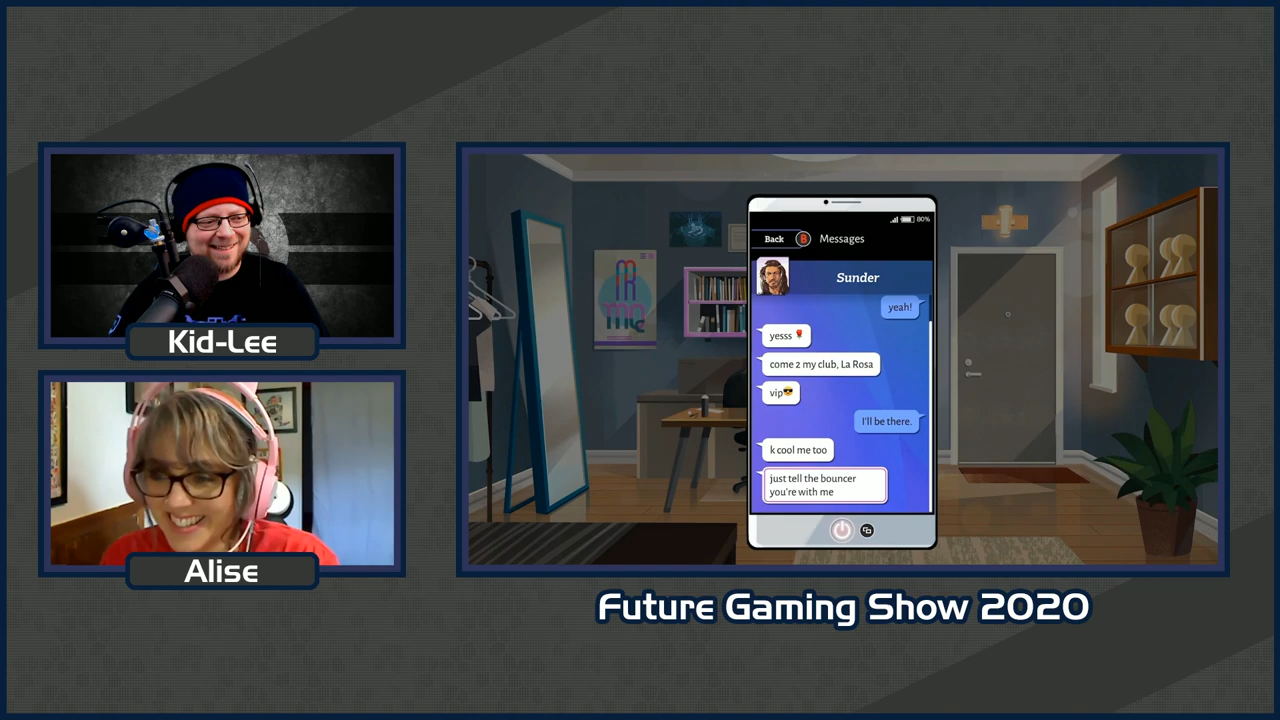 Kid-Lee
Alise
80%
Back
B
Messages
Sunder
yeah!
yesss
come 2 my club, La Rosa
vip
I'll be there.
k cool me too
just tell the bouncer
you're with me
Future Gaming Show 2020